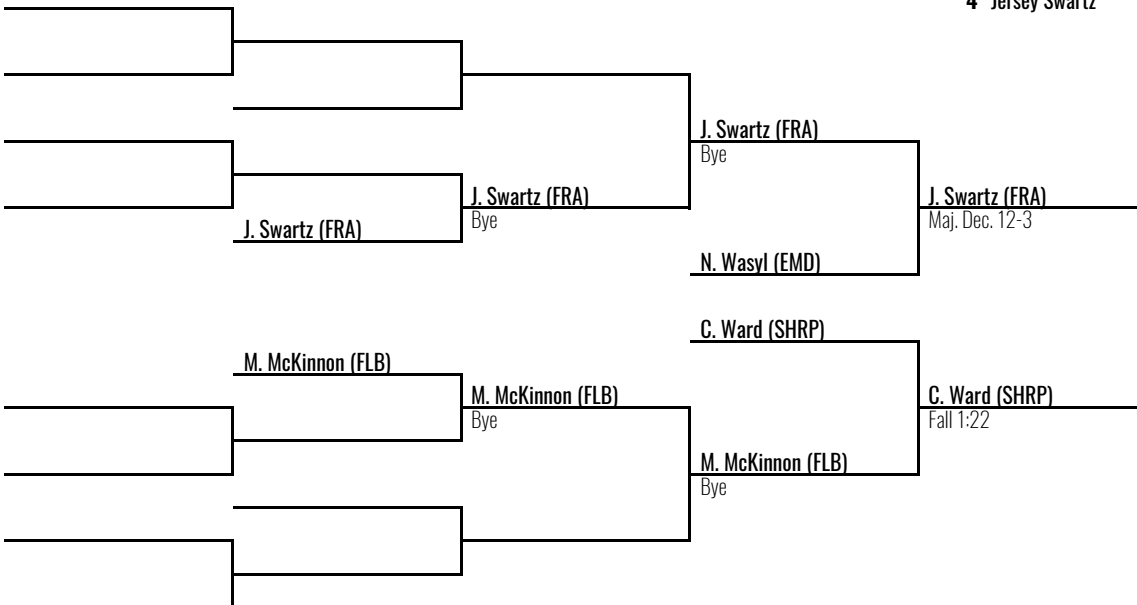 4 Jersey Swartz
J. Swartz (FRA)
Bye
J. Swartz (FRA)
Bye
J. Swartz (FRA)
Maj. Dec. 12-3
J. Swartz (FRA)
N. Wasyl (EMD)
C. Ward (SHRP)
M. McKinnon (FLB)
M. McKinnon (FLB)
Bye
C. Ward (SHRP)
Fall 1:22
M. McKinnon (FLB)
Bye